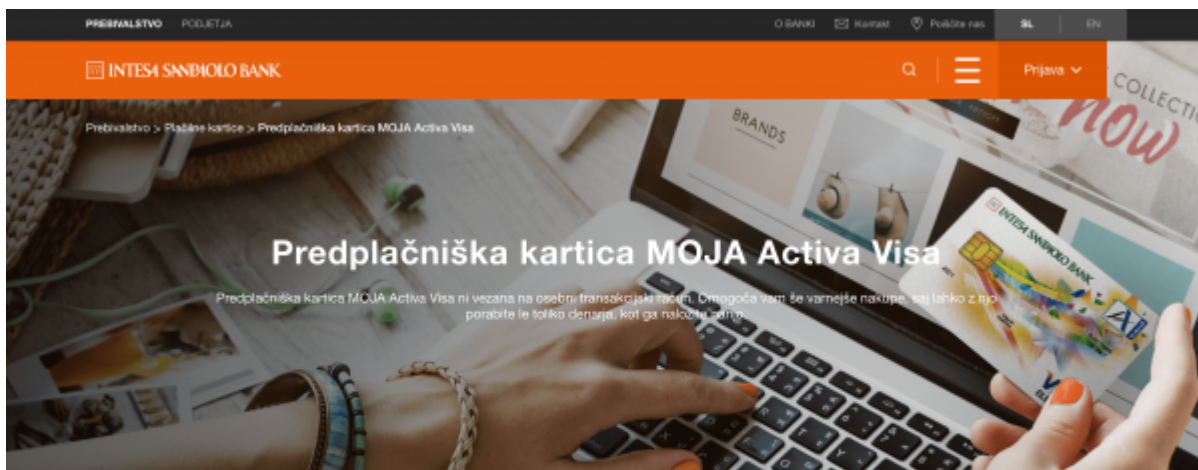 PREBIVALSTVO PODJETJA O BANKI Kontakt Poiščite nas SL EN
INTESA SANPAOLO BANK Prijava
Prebivalstvo > Plačilne kartice > Predplačniška kartica MOJA Activa Visa
COLLECTIO
now
BRANDS
INTESA SANPAOLO BANK
Predplačniška kartica MOJA Activa Visa
Predplačniška kartica MOJA Activa Visa ni vezana na osebni transakcijski račun. Omogoča vam še varnejše nakupe, saj lahko z njo
porabite le toliko denarja, kot ga naložite nanjo.